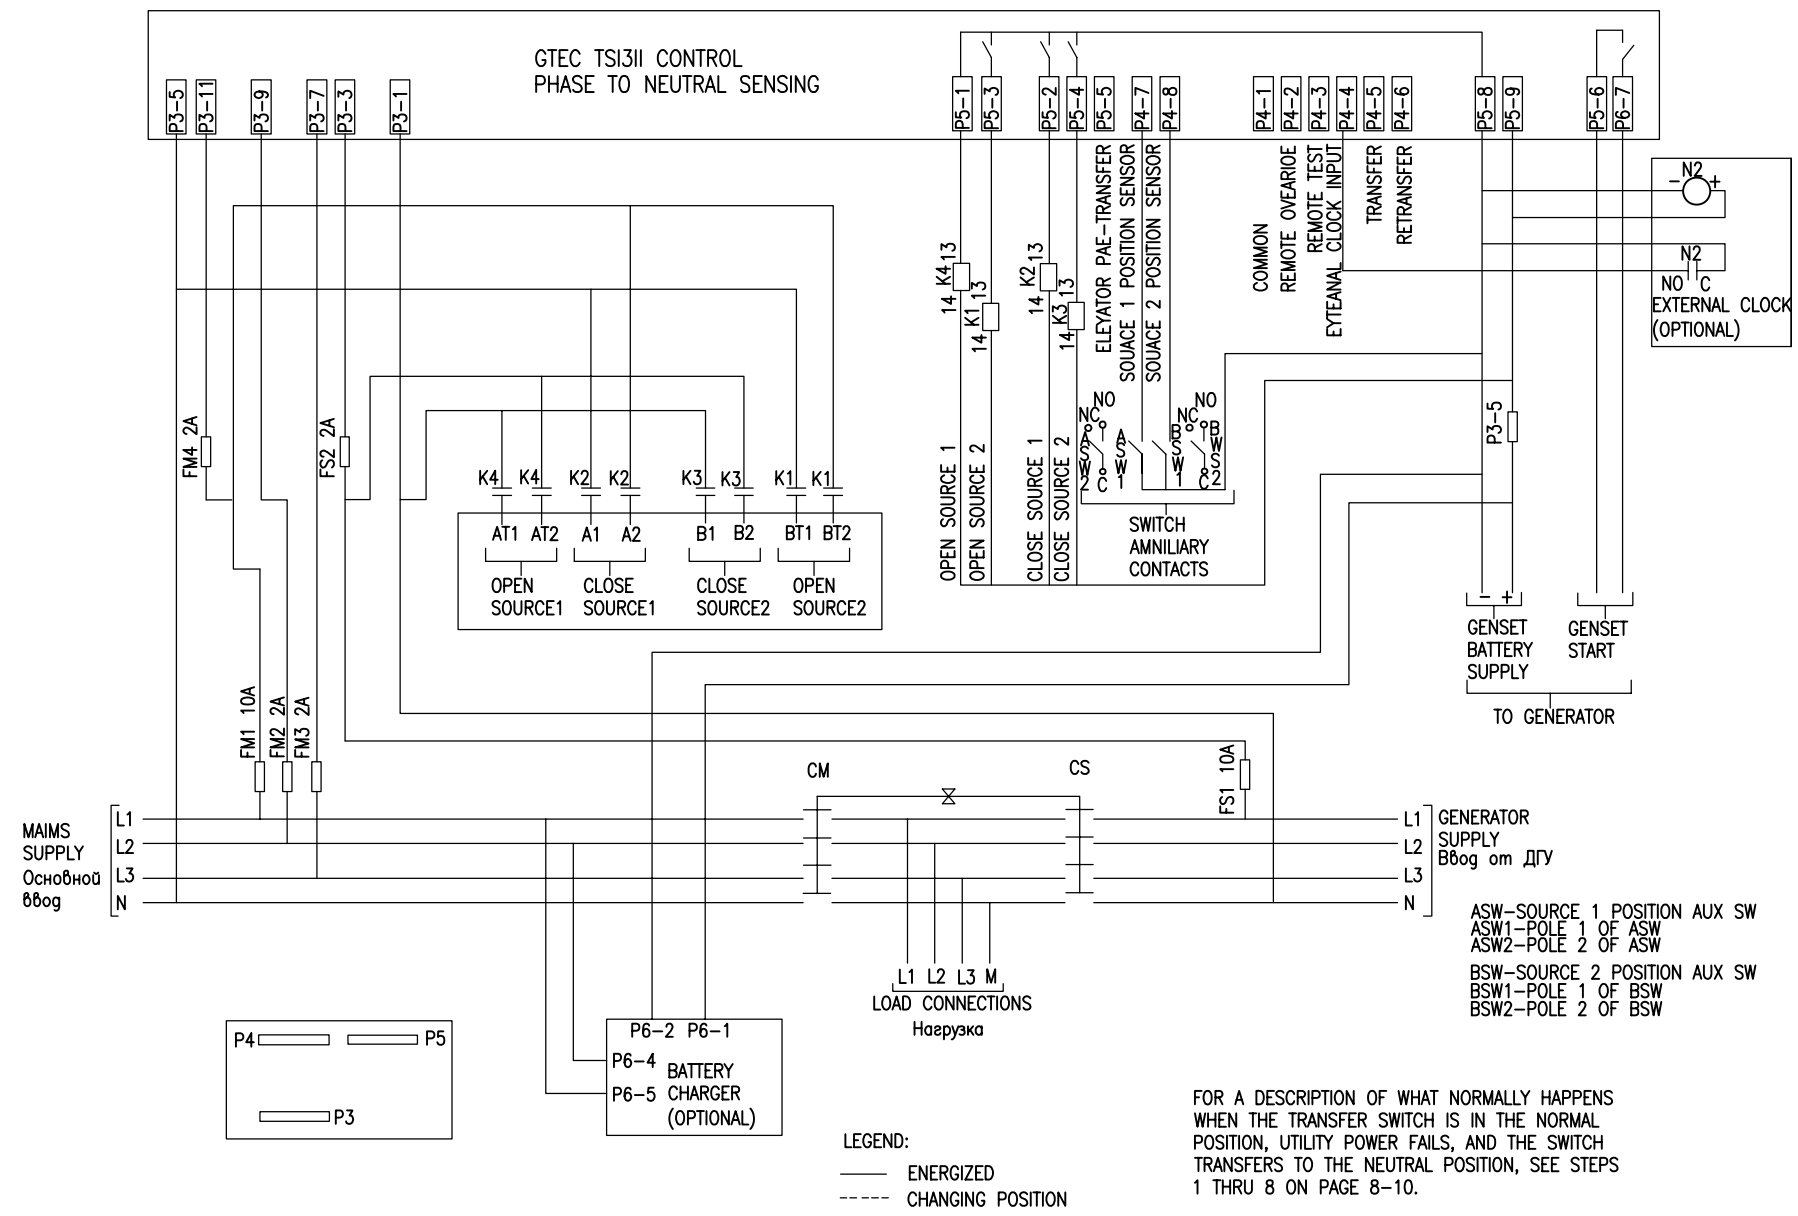 GTEC TSI3II CONTROL
PHASE TO NEUTRAL SENSING
P3-5
P3-11
P3-9
P3-7
P3-3
P3-1
P5-1
P5-3
P5-2
P5-4
P5-5
P4-7
P4-8
P4-1
P4-2
P4-3
P4-4
P4-5
P4-6
P5-8
P5-9
P5-6
P6-7
ELEYATOR PAE-TRANSFER
SOUACE 1 POSITION SENSOR
SOUACE 2 POSITION SENSOR
COMMON
REMOTE OVEARIOE
REMOTE TEST
EYTEANAL CLOCK INPUT
TRANSFER
RETRANSFER
N2
- +
N2
NO C
EXTERNAL CLOCK
(OPTIONAL)
14 K4 13
14 K1 13
14 K2 13
14 K3 13
OPEN SOURCE 1
OPEN SOURCE 2
CLOSE SOURCE 1
CLOSE SOURCE 2
NO
NC
ASW2
C
ASW1
BSW1
NO
NC
BWS2
C
SWITCH
AMNILIARY
CONTACTS
P3-5
FM4 2A
FS2 2A
K4
K4
K2
K2
K3
K3
K1
K1
AT1
AT2
A1
A2
B1
B2
BT1
BT2
OPEN
SOURCE1
CLOSE
SOURCE1
CLOSE
SOURCE2
OPEN
SOURCE2
- +
GENSET
BATTERY
SUPPLY
GENSET
START
TO GENERATOR
FM1 10A
FM2 2A
FM3 2A
FS1 10A
CM
CS
MAIMS
SUPPLY
Основной
ввод
L1
L2
L3
N
L1
L2
L3
N
GENERATOR
SUPPLY
Ввод от ДГУ
L1 L2 L3 M
LOAD CONNECTIONS
Нагрузка
ASW-SOURCE 1 POSITION AUX SW
ASW1-POLE 1 OF ASW
ASW2-POLE 2 OF ASW
BSW-SOURCE 2 POSITION AUX SW
BSW1-POLE 1 OF BSW
BSW2-POLE 2 OF BSW
P4
P5
P3
P6-2 P6-1
P6-4
P6-5
BATTERY
CHARGER
(OPTIONAL)
LEGEND:
ENERGIZED
CHANGING POSITION
FOR A DESCRIPTION OF WHAT NORMALLY HAPPENS
WHEN THE TRANSFER SWITCH IS IN THE NORMAL
POSITION, UTILITY POWER FAILS, AND THE SWITCH
TRANSFERS TO THE NEUTRAL POSITION, SEE STEPS
1 THRU 8 ON PAGE 8-10.